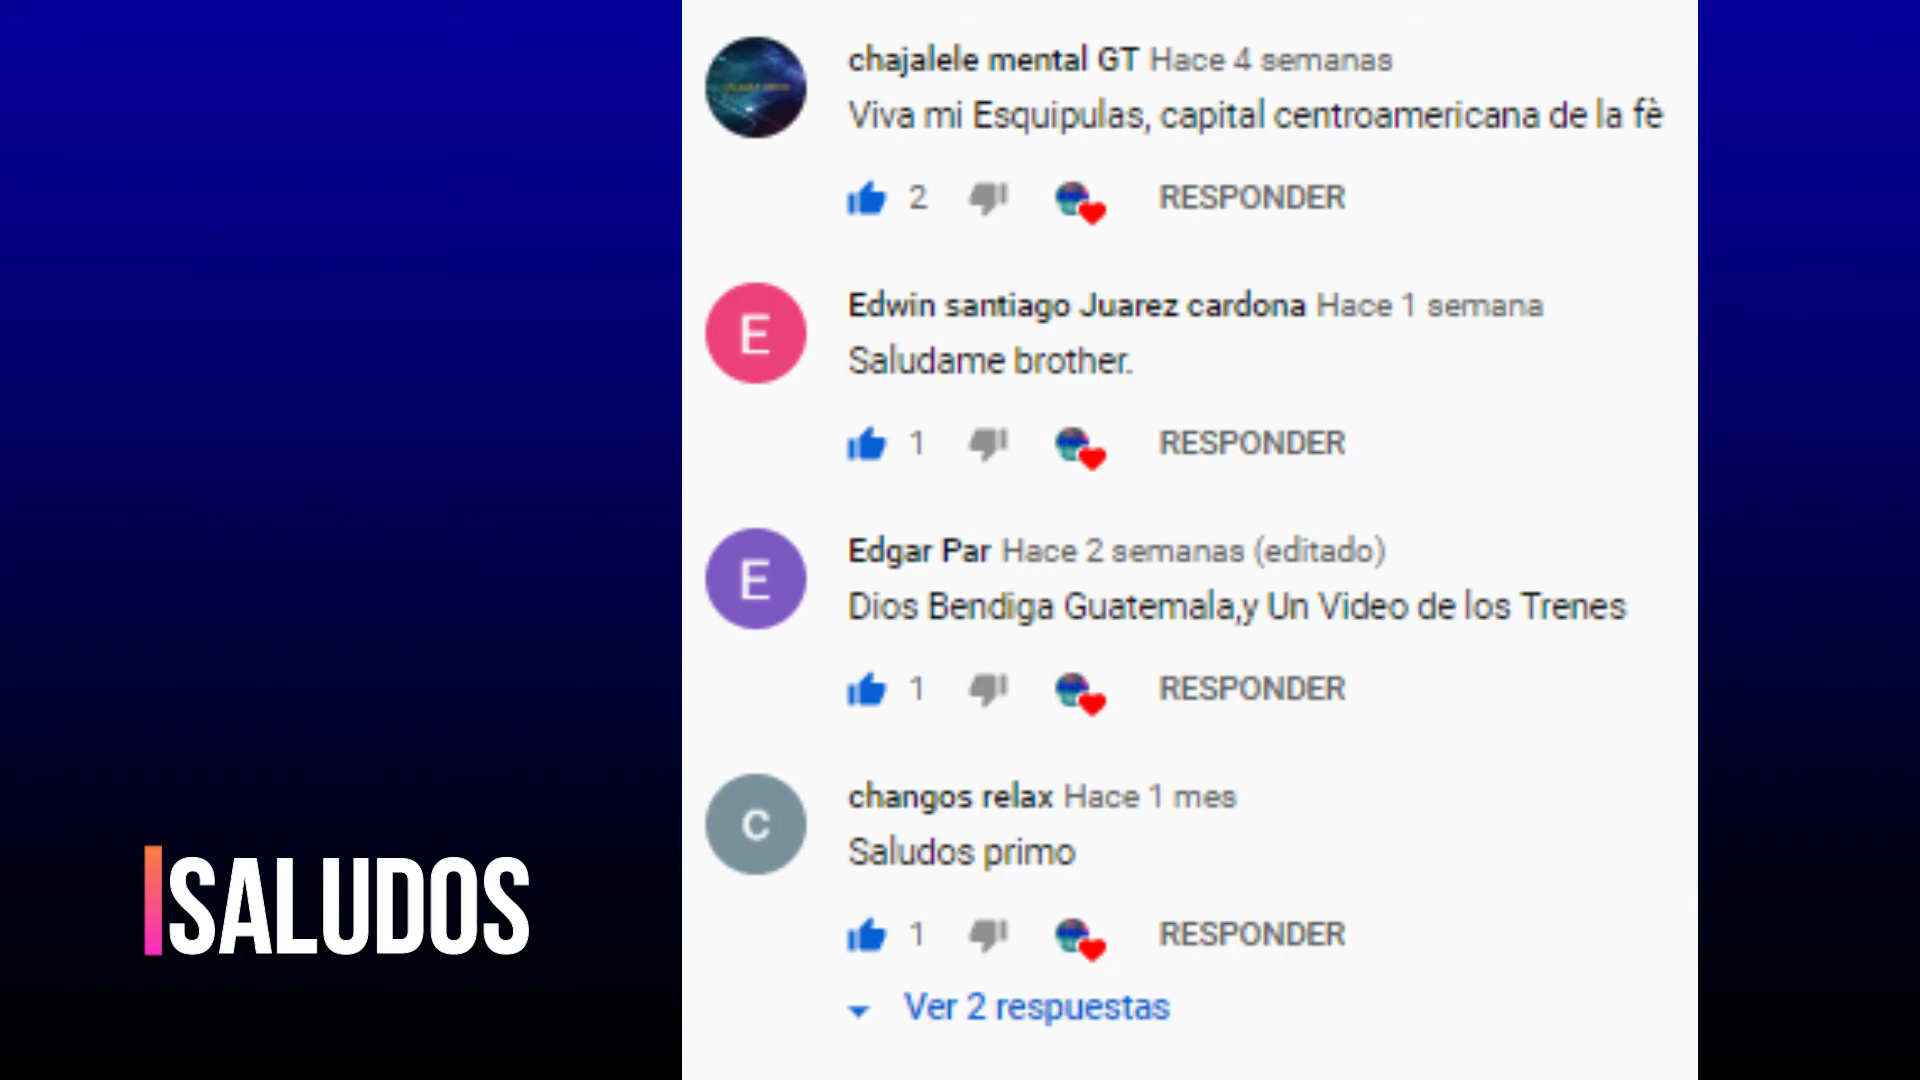 chajalele mental GT Hace 4 semanas
Viva mi Esquipulas, capital centroamericana de la fè
2 RESPONDER
E
Edwin santiago Juarez cardona Hace 1 semana
Saludame brother.
1 RESPONDER
E
Edgar Par Hace 2 semanas (editado)
Dios Bendiga Guatemala,y Un Video de los Trenes
1 RESPONDER
c
changos relax Hace 1 mes
Saludos primo
1 RESPONDER
Ver 2 respuestas
SALUDOS